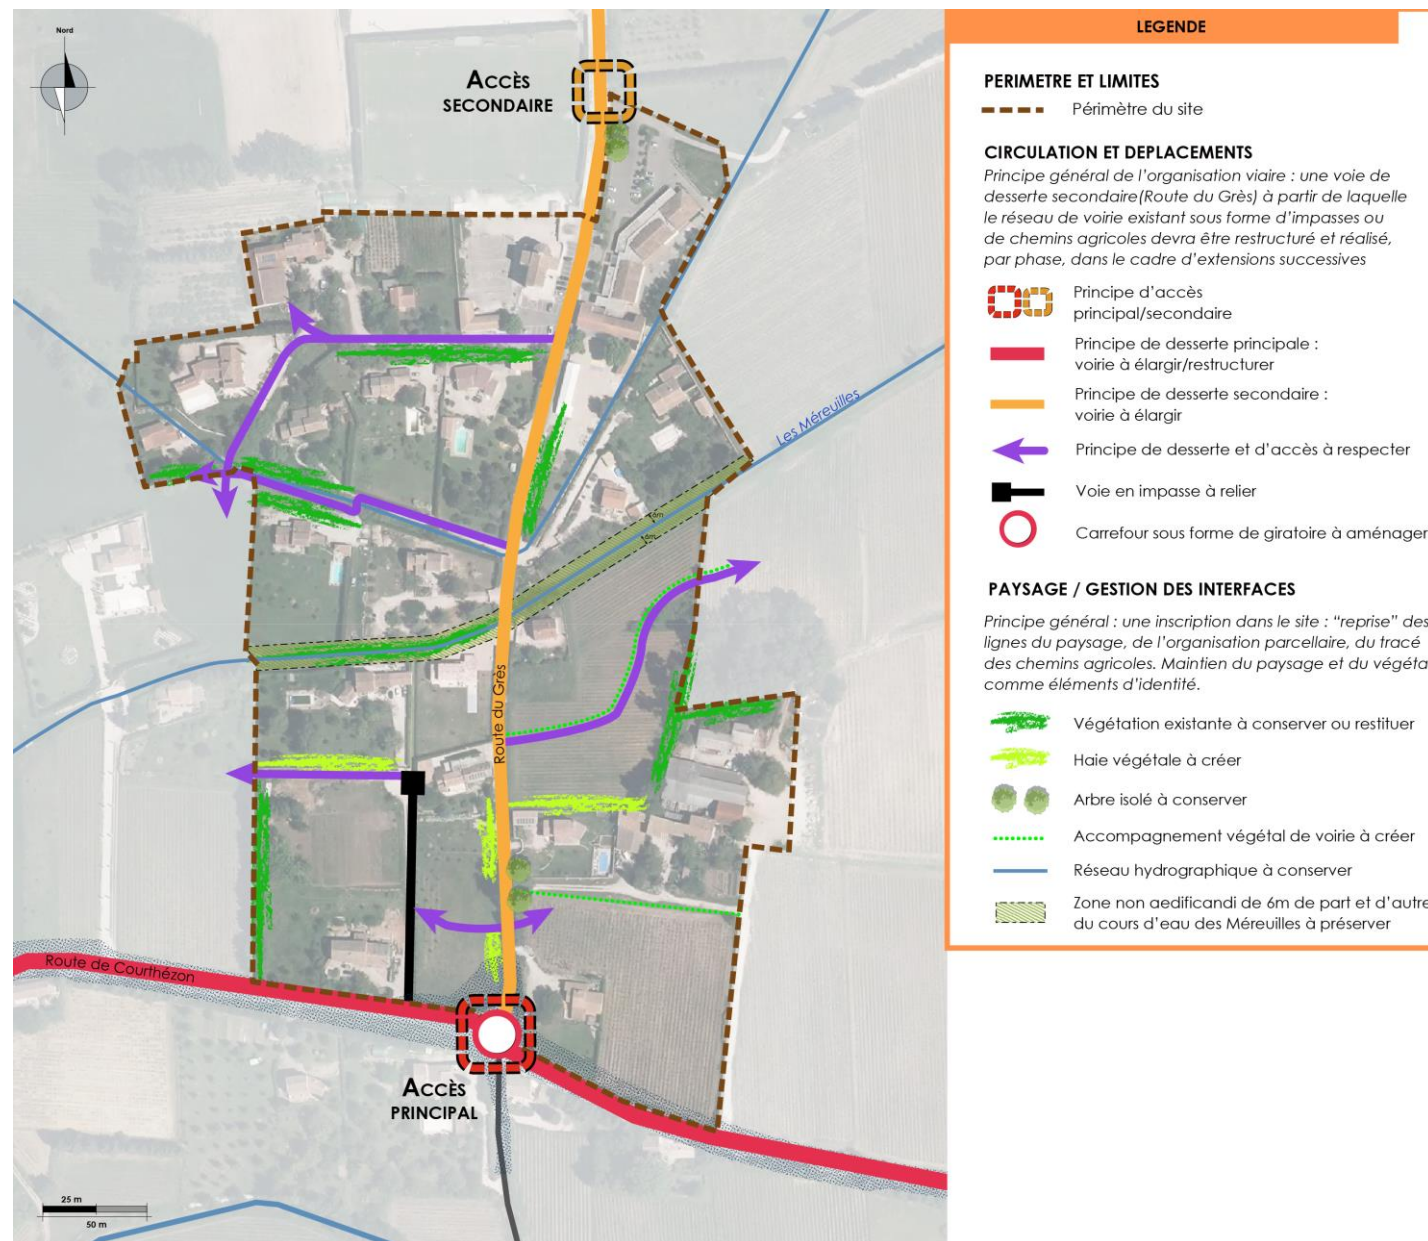 Nord
ACCÈS
SECONDAIRE
Les Méreuilles
6m
6m
Route du Grès
Route de Courthézon
ACCÈS
PRINCIPAL
25 m
50 m
LEGENDE
PERIMETRE ET LIMITES
Périmètre du site
CIRCULATION ET DEPLACEMENTS
Principe général de l'organisation viaire : une voie de
desserte secondaire(Route du Grès) à partir de laquelle
le réseau de voirie existant sous forme d'impasses ou
de chemins agricoles devra être restructuré et réalisé,
par phase, dans le cadre d'extensions successives
Principe d'accès
principal/secondaire
Principe de desserte principale :
voirie à élargir/restructurer
Principe de desserte secondaire :
voirie à élargir
Principe de desserte et d'accès à respecter
Voie en impasse à relier
Carrefour sous forme de giratoire à aménager
PAYSAGE / GESTION DES INTERFACES
Principe général : une inscription dans le site : "reprise" des
lignes du paysage, de l'organisation parcellaire, du tracé
des chemins agricoles. Maintien du paysage et du végéta
comme éléments d'identité.
Végétation existante à conserver ou restituer
Haie végétale à créer
Arbre isolé à conserver
Accompagnement végétal de voirie à créer
Réseau hydrographique à conserver
Zone non aedificandi de 6m de part et d'autre
du cours d'eau des Méreuilles à préserver